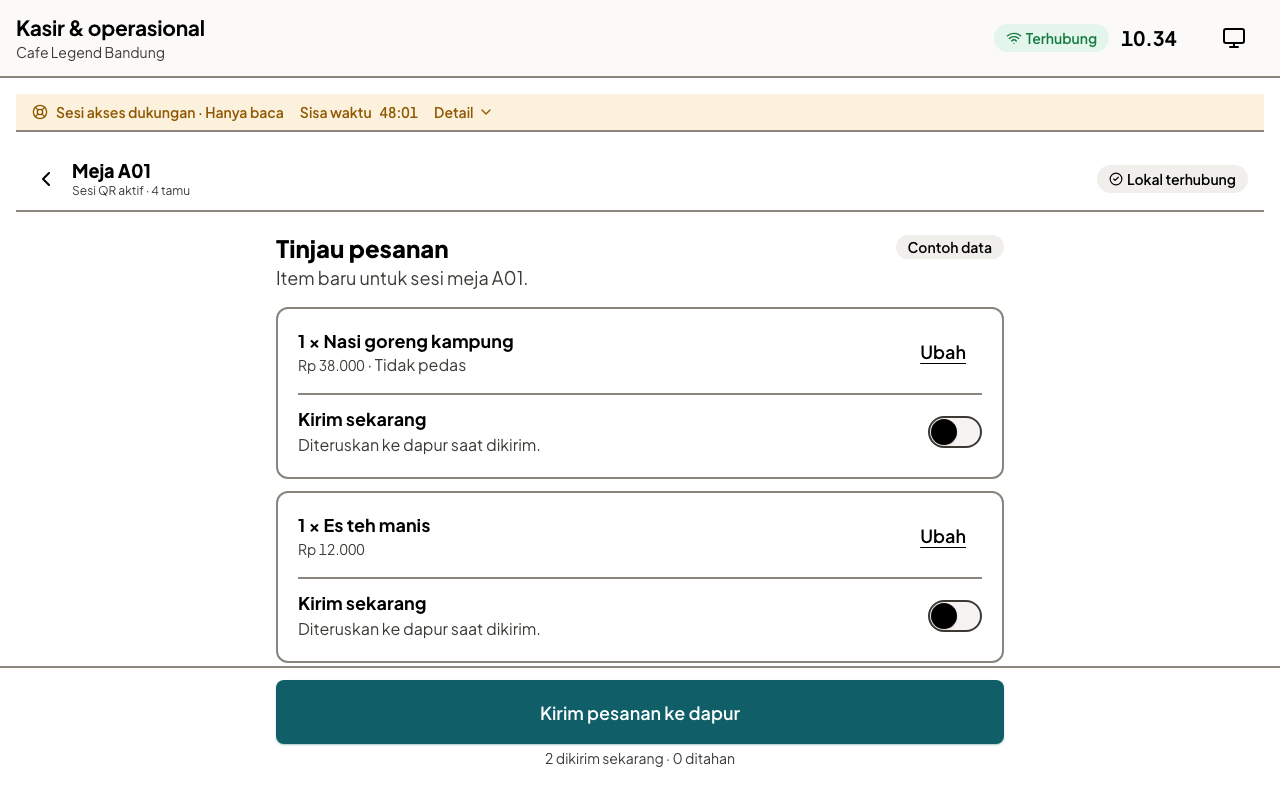 Kasir & operasional
Cafe Legend Bandung
Terhubung
10.34
Sesi akses dukungan · Hanya baca
Sisa waktu 48:01
Detail
Meja A01
Sesi QR aktif · 4 tamu
Lokal terhubung
Tinjau pesanan
Contoh data
Item baru untuk sesi meja A01.
1 × Nasi goreng kampung
Rp 38.000 · Tidak pedas
Ubah
Kirim sekarang
Diteruskan ke dapur saat dikirim.
1 × Es teh manis
Rp 12.000
Ubah
Kirim sekarang
Diteruskan ke dapur saat dikirim.
Kirim pesanan ke dapur
2 dikirim sekarang · 0 ditahan